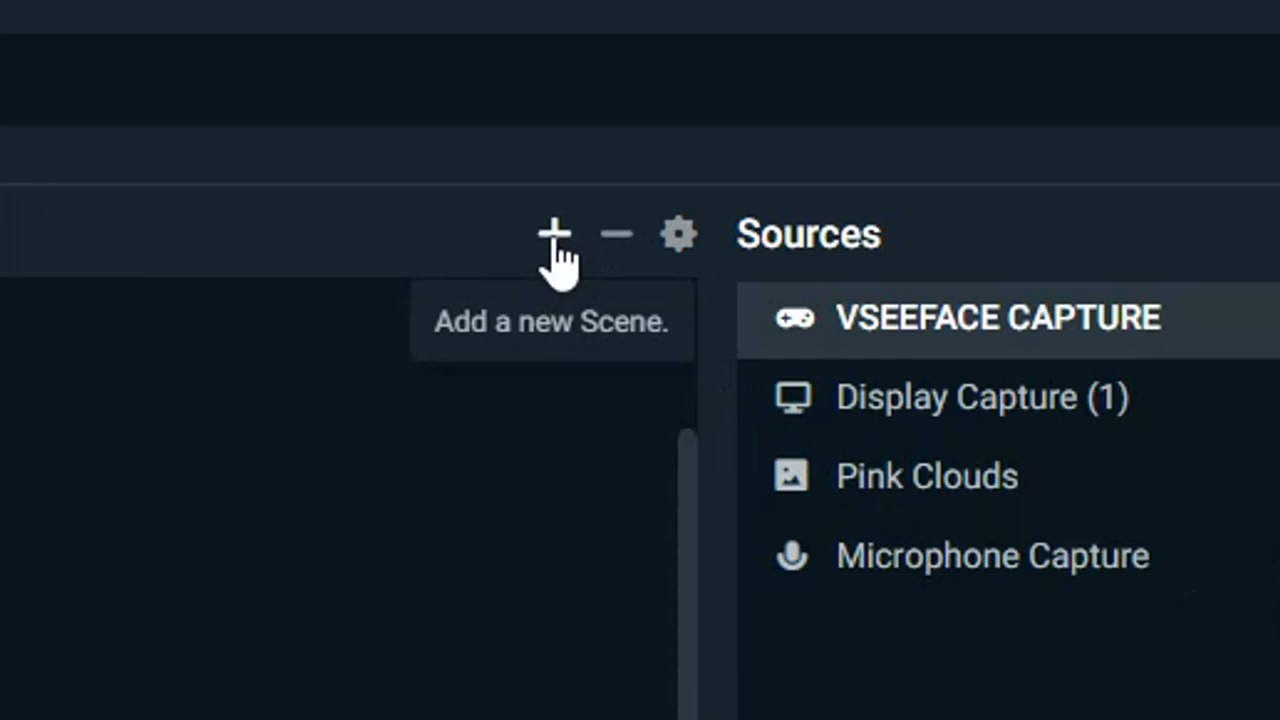 Sources
Add a new Scene.
VSEEFACE CAPTURE
Display Capture (1)
Pink Clouds
Microphone Capture